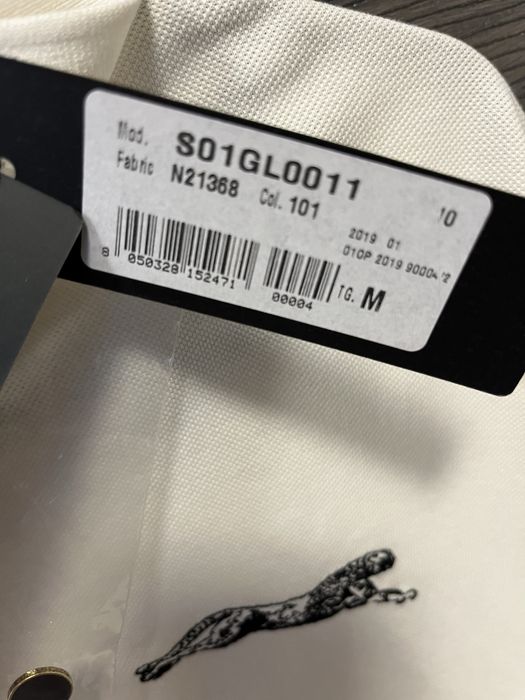 Mod. S01GL0011 10
Fabric N21368 Col. 101
2019 01
010P 2019 90004
8 050328 152471
00004
TG. M